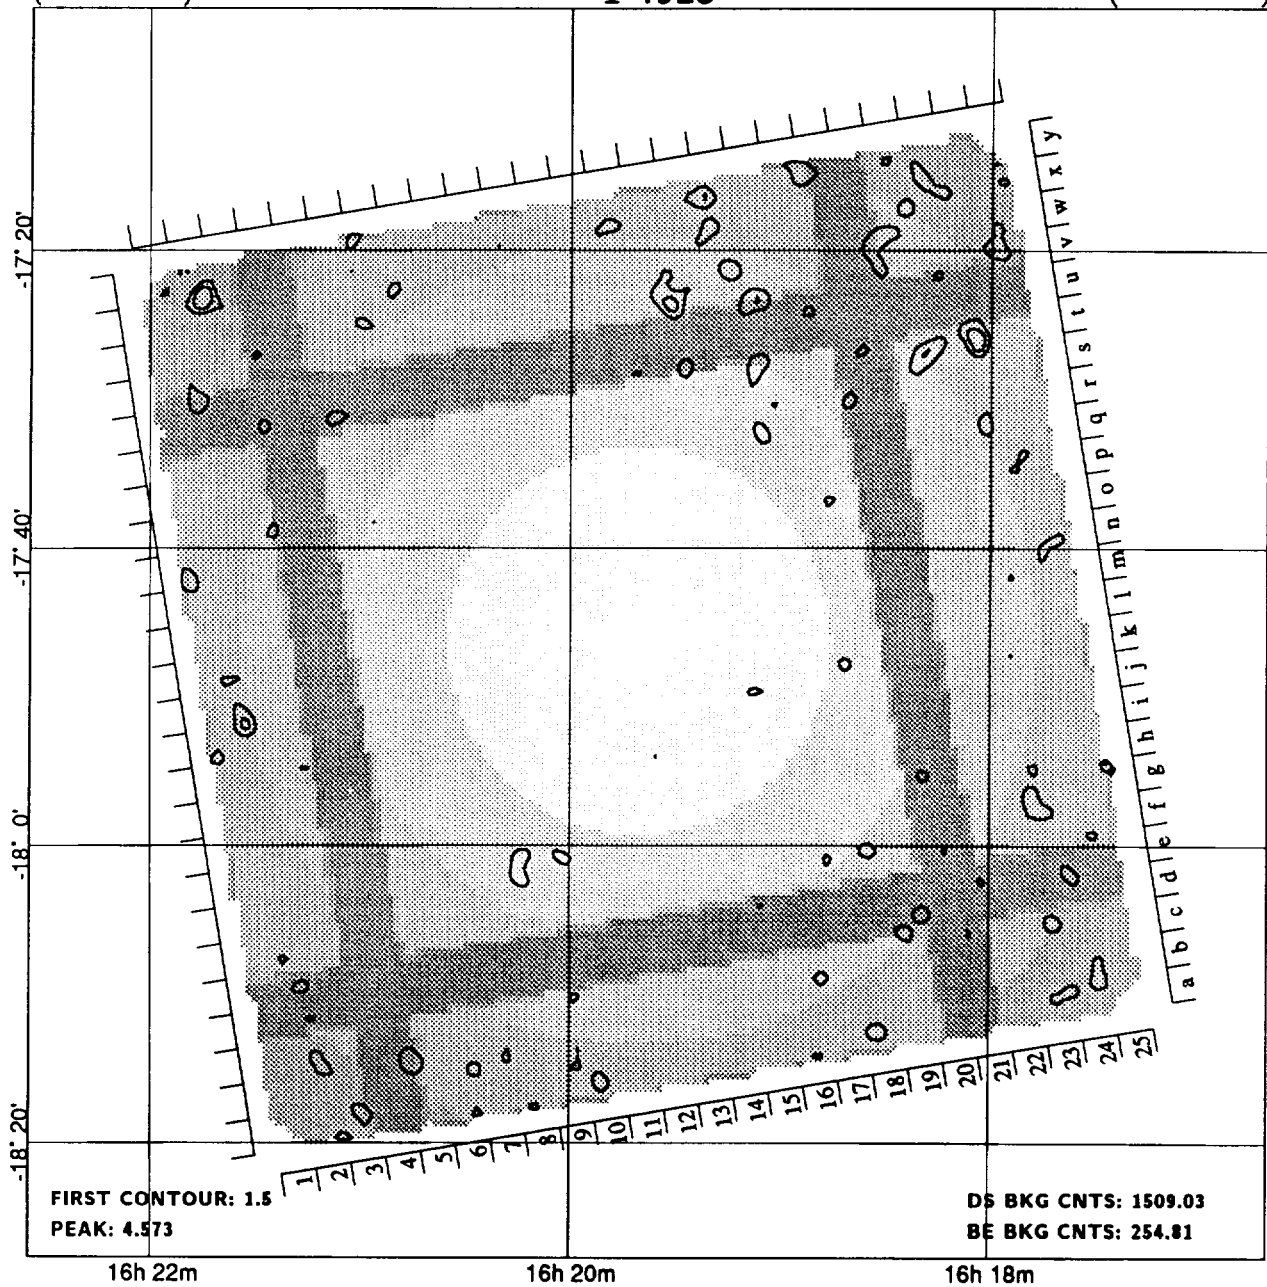 -17° 20'
-17° 40'
-18° 0'
-18° 20'
a b c d e f g h i j k l m n o p q r s t u v w x y
1 2 3 4 5 6 7 8 9 10 11 12 13 14 15 16 17 18 19 20 21 22 23 24 25
FIRST CONTOUR: 1.5
PEAK: 4.573
DS BKG CNTS: 1509.03
BE BKG CNTS: 254.81
16h 22m
16h 20m
16h 18m